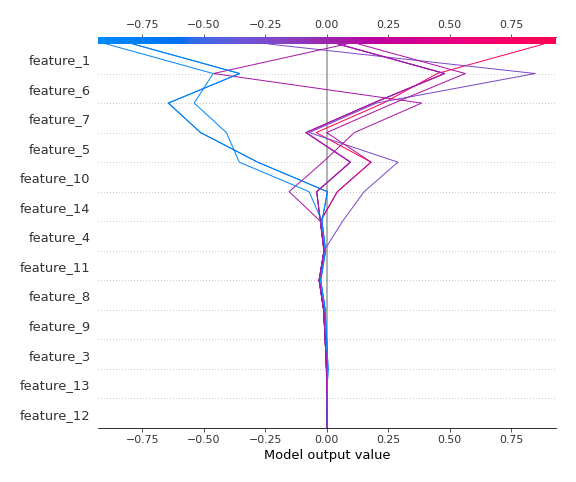 −0.75 −0.50 −0.25 0.00 0.25 0.50 0.75
feature_1
feature_6
feature_7
feature_5
feature_10
feature_14
feature_4
feature_11
feature_8
feature_9
feature_3
feature_13
feature_12
−0.75 −0.50 −0.25 0.00 0.25 0.50 0.75
Model output value